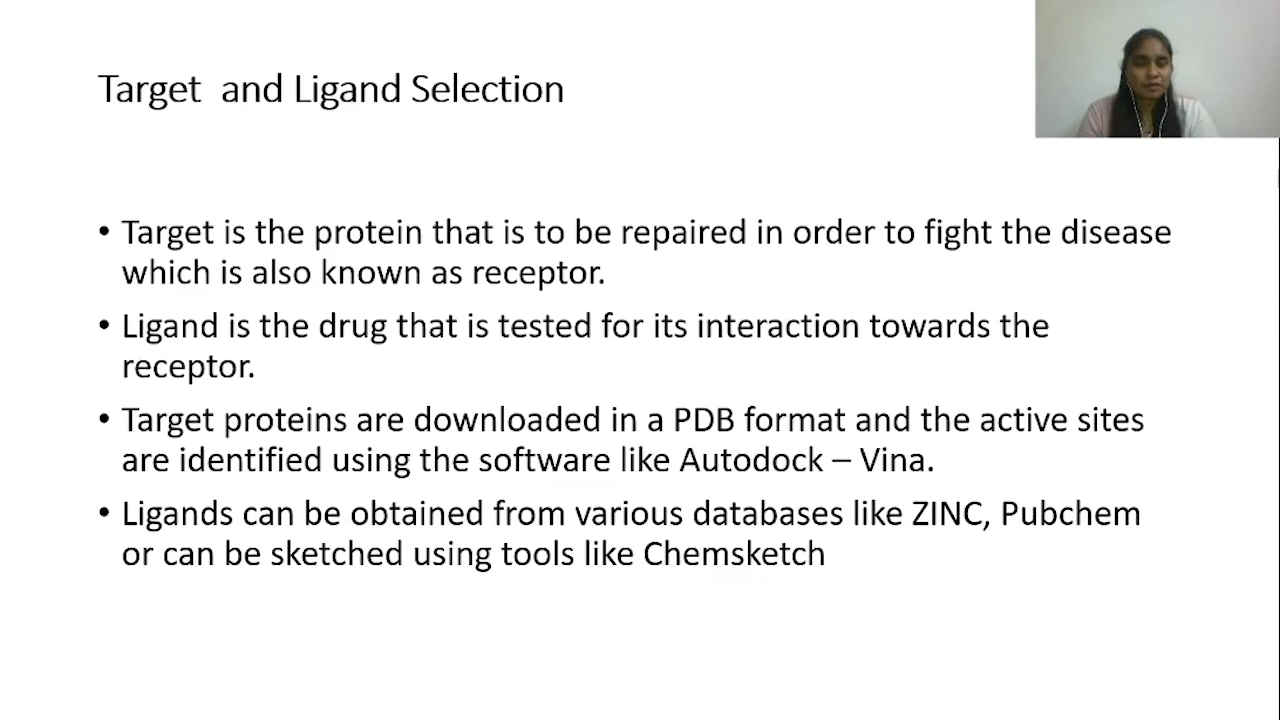 Target  and Ligand Selection
• Target is the protein that is to be repaired in order to fight the disease
which is also known as receptor.
• Ligand is the drug that is tested for its interaction towards the
receptor.
• Target proteins are downloaded in a PDB format and the active sites
are identified using the software like Autodock – Vina.
• Ligands can be obtained from various databases like ZINC, Pubchem
or can be sketched using tools like Chemsketch